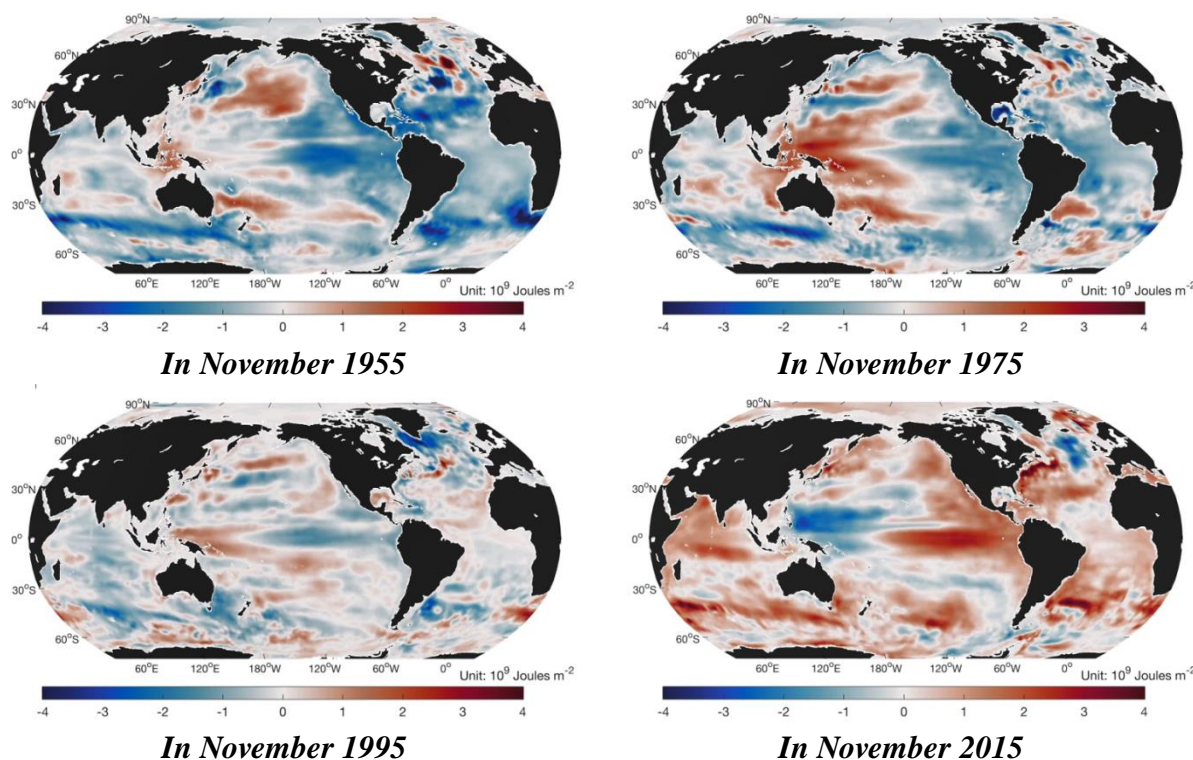 90°N
60°N
30°N
0°
30°S
60°S
60°E 120°E 180°W 120°W 60°W 0°
Unit: 10⁹ Joules m⁻²
-4 -3 -2 -1 0 1 2 3 4
In November 1955
90°N
60°N
30°N
0°
30°S
60°S
60°E 120°E 180°W 120°W 60°W 0°
Unit: 10⁹ Joules m⁻²
-4 -3 -2 -1 0 1 2 3 4
In November 1975
90°N
60°N
30°N
0°
30°S
60°S
60°E 120°E 180°W 120°W 60°W 0°
Unit: 10⁹ Joules m⁻²
-4 -3 -2 -1 0 1 2 3 4
In November 1995
90°N
60°N
30°N
0°
30°S
60°S
60°E 120°E 180°W 120°W 60°W 0°
Unit: 10⁹ Joules m⁻²
-4 -3 -2 -1 0 1 2 3 4
In November 2015